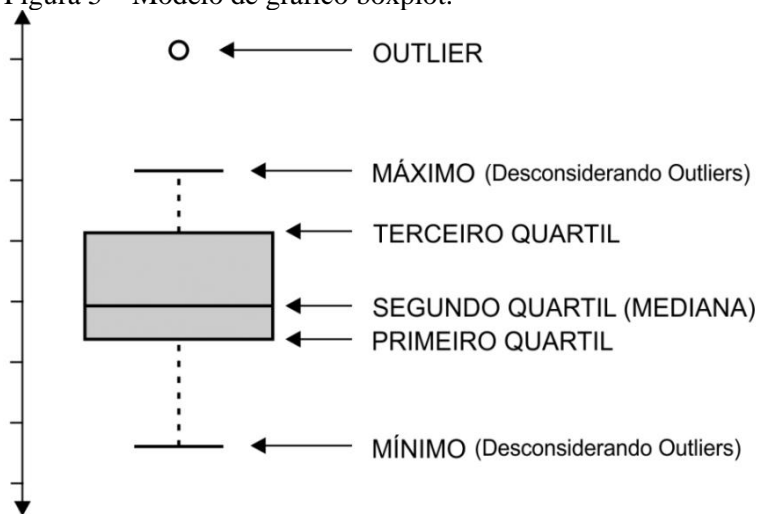 Figura 3 – Modelo de gráfico boxplot.
OUTLIER
MÁXIMO (Desconsiderando Outliers)
TERCEIRO QUARTIL
SEGUNDO QUARTIL (MEDIANA)
PRIMEIRO QUARTIL
MÍNIMO (Desconsiderando Outliers)